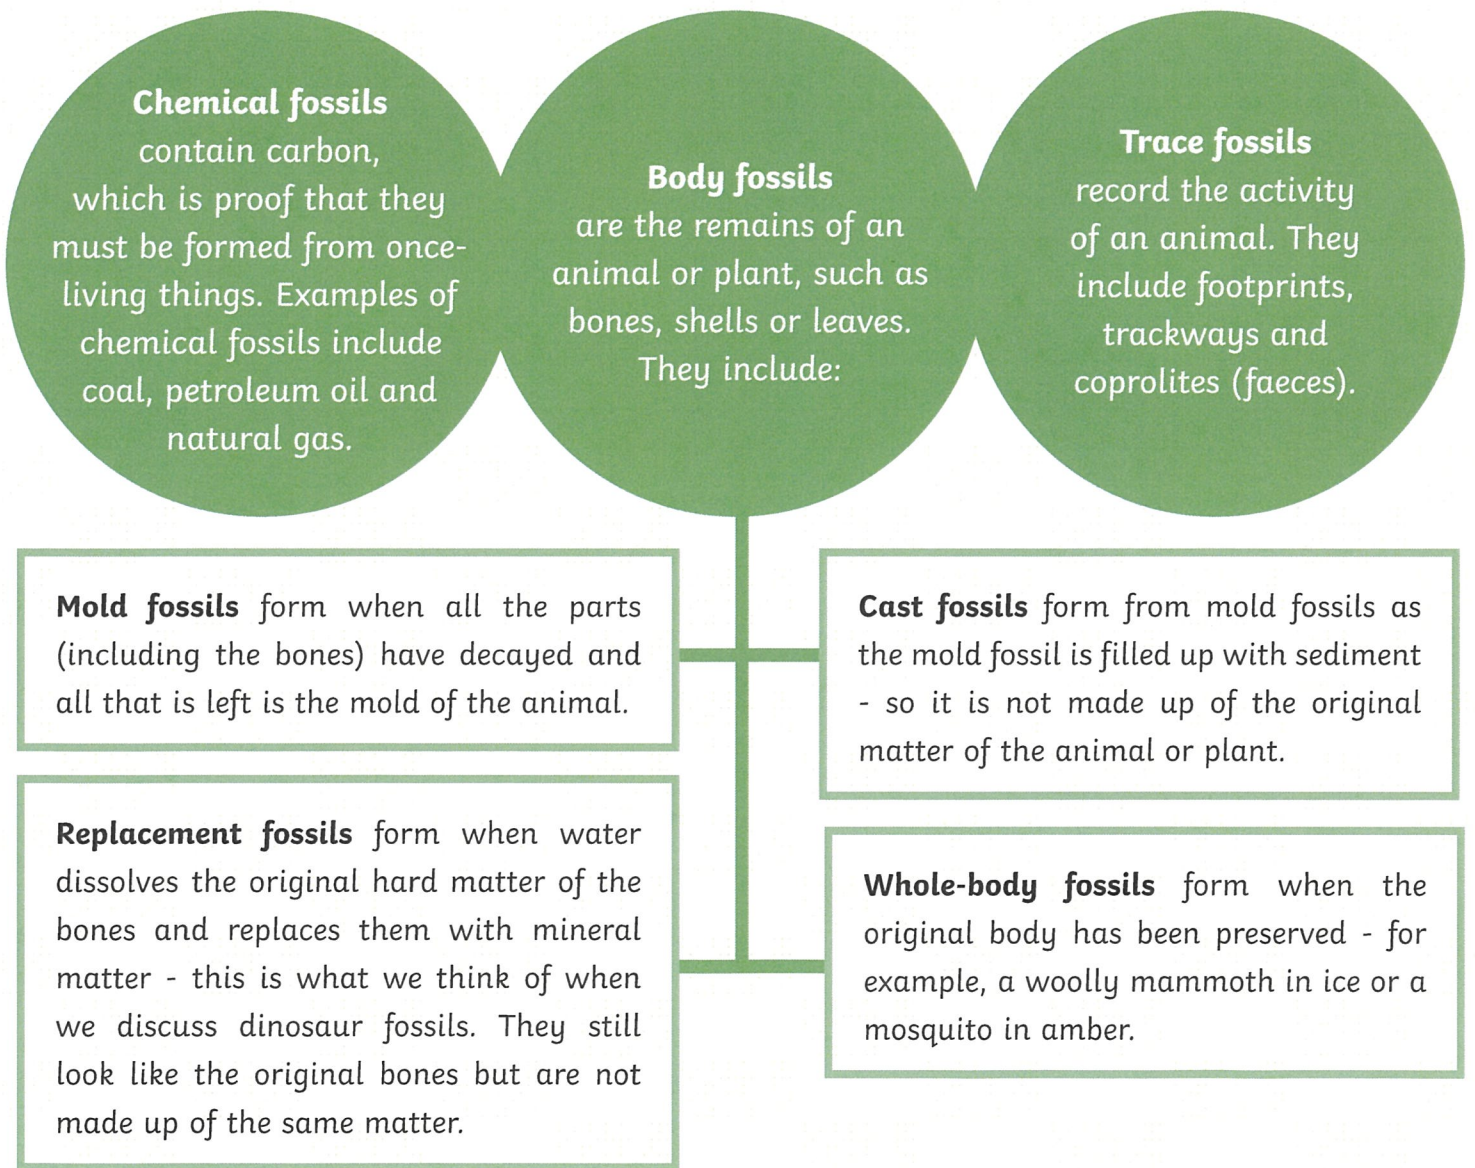 Chemical fossils
contain carbon,
which is proof that they
must be formed from once-
living things. Examples of
chemical fossils include
coal, petroleum oil and
natural gas.
Body fossils
are the remains of an
animal or plant, such as
bones, shells or leaves.
They include:
Trace fossils
record the activity
of an animal. They
include footprints,
trackways and
coprolites (faeces).
Mold fossils form when all the parts
(including the bones) have decayed and
all that is left is the mold of the animal.
Cast fossils form from mold fossils as
the mold fossil is filled up with sediment
- so it is not made up of the original
matter of the animal or plant.
Replacement fossils form when water
dissolves the original hard matter of the
bones and replaces them with mineral
matter - this is what we think of when
we discuss dinosaur fossils. They still
look like the original bones but are not
made up of the same matter.
Whole-body fossils form when the
original body has been preserved - for
example, a woolly mammoth in ice or a
mosquito in amber.